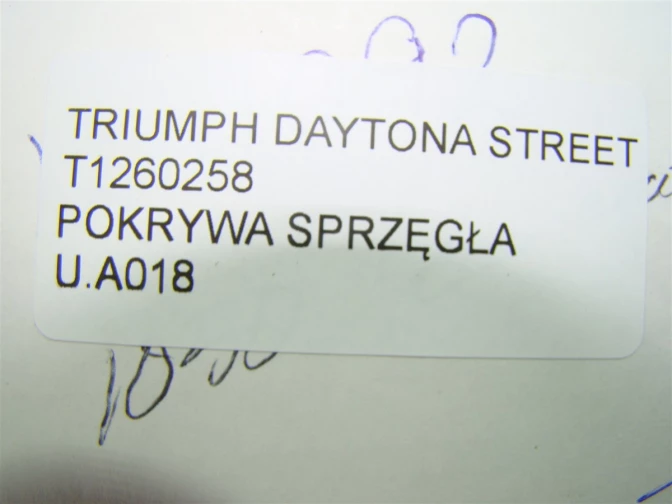 TRIUMPH DAYTONA STREET
T1260258
POKRYWA SPRZĘGŁA
U.A018